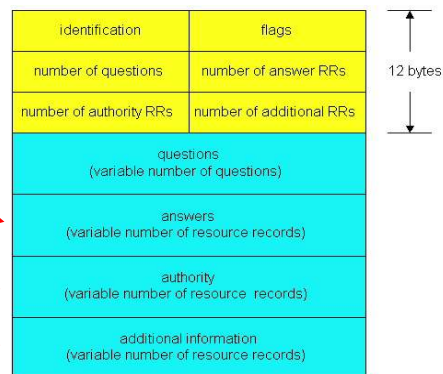 identification flags
number of questions number of answer RRs 12 bytes
number of authority RRs number of additional RRs
questions
(variable number of questions)
answers
(variable number of resource records)
authority
(variable number of resource records)
additional information
(variable number of resource records)